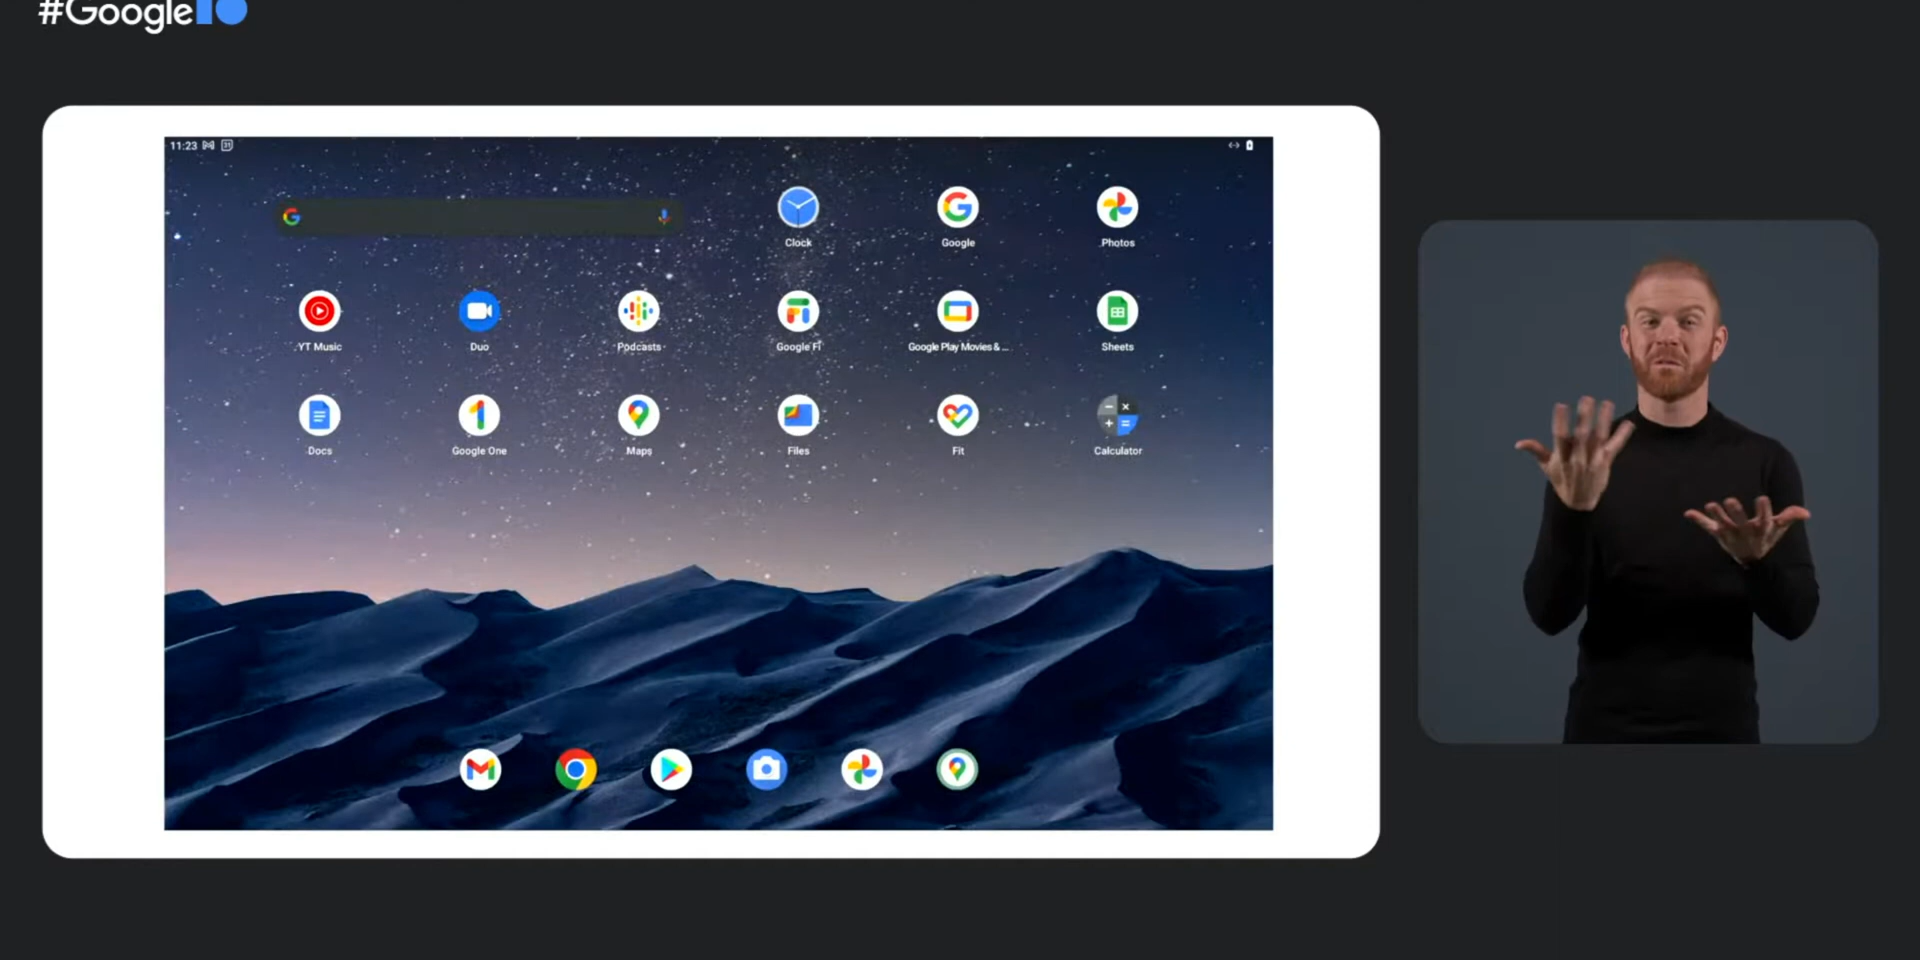 #GoogleIO
11:23
Clock Google Photos
YT Music Duo Podcasts Google Fi Google Play Movies & ... Sheets
Docs Google One Maps Files Fit Calculator